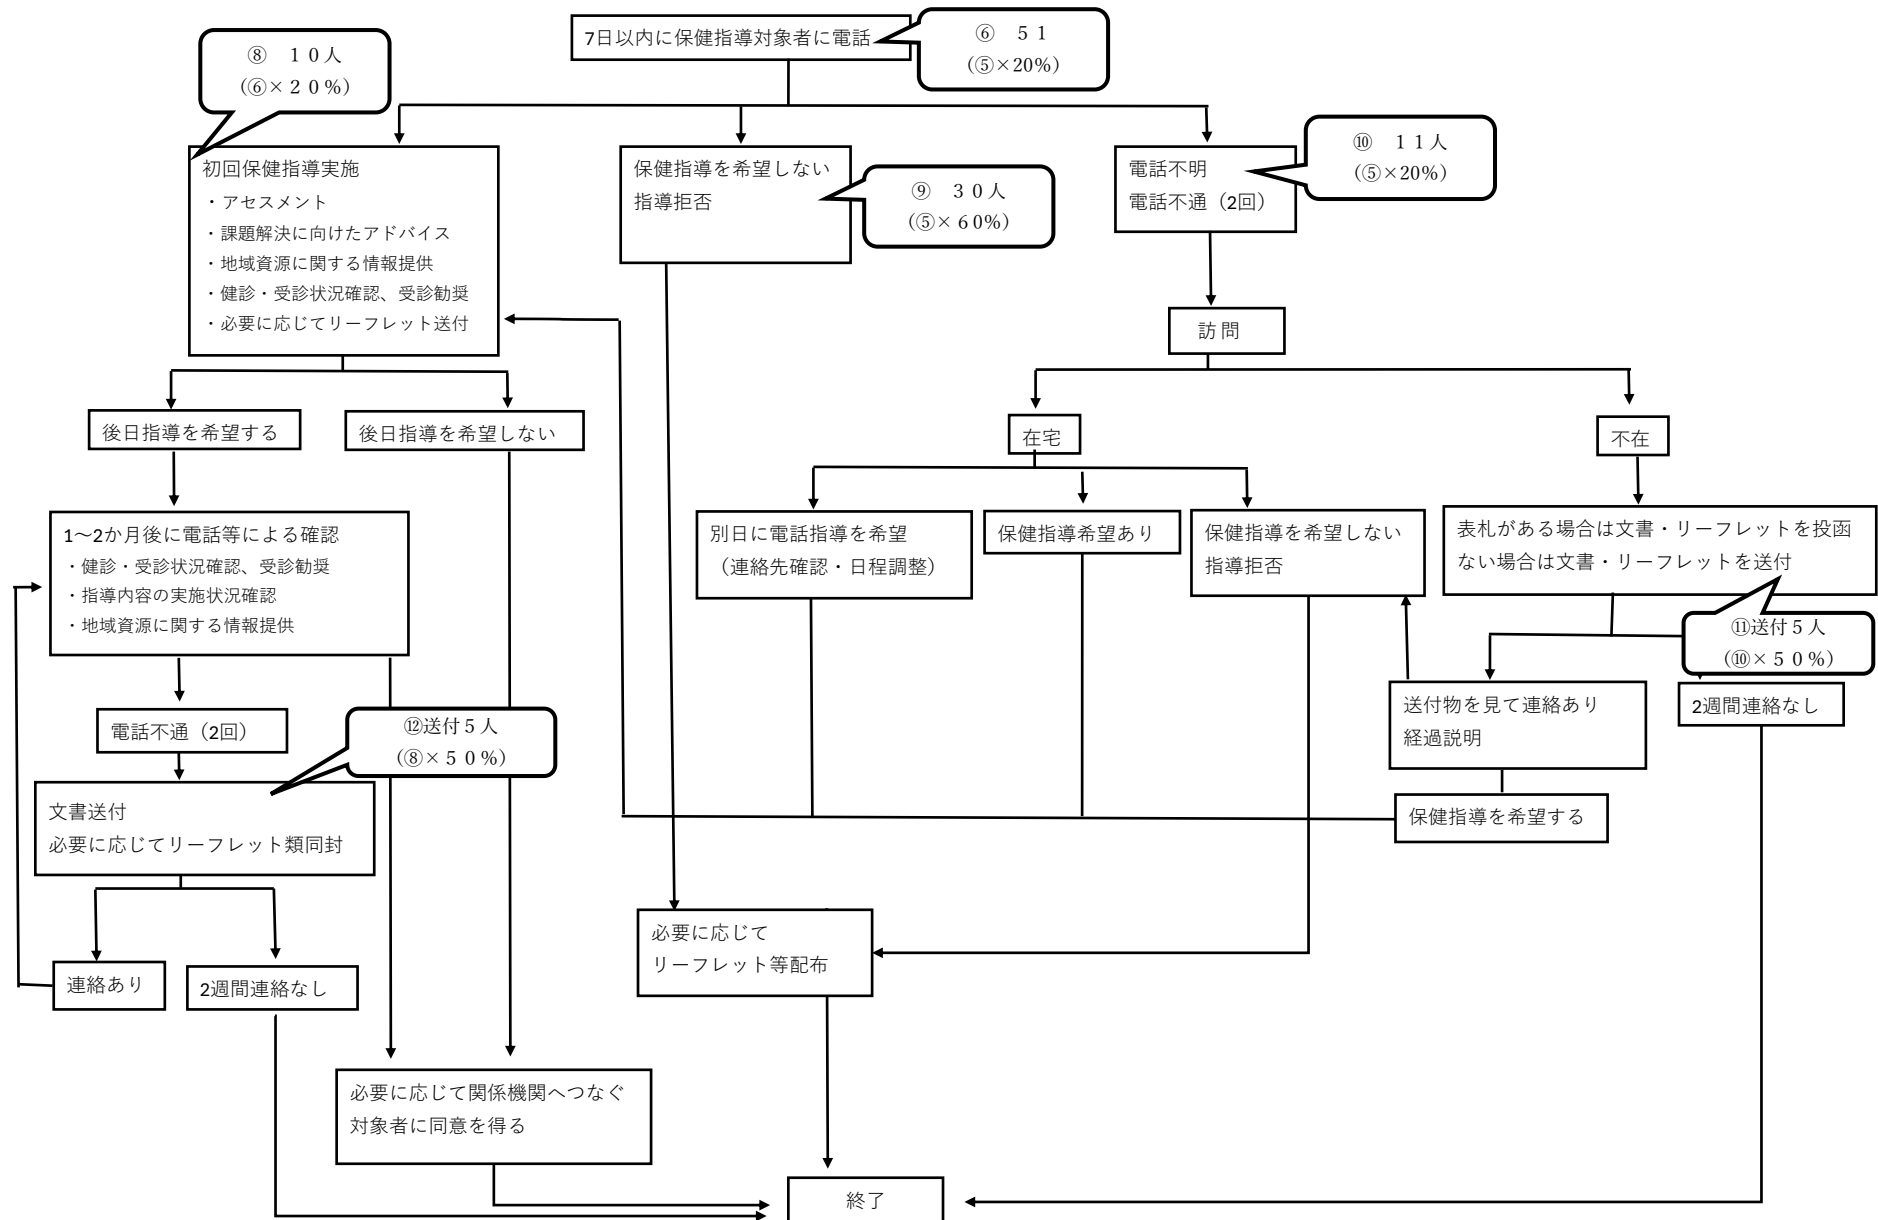 7日以内に保健指導対象者に電話
⑥　５１
(⑤×20%)
⑧　１０人
(⑥×２０%)
初回保健指導実施
・アセスメント
・課題解決に向けたアドバイス
・地域資源に関する情報提供
・健診・受診状況確認、受診勧奨
・必要に応じてリーフレット送付
保健指導を希望しない
指導拒否
⑨　３０人
(⑤×６０%)
電話不明
電話不通（2回）
⑩　１１人
(⑤×20%)
訪問
後日指導を希望する
後日指導を希望しない
在宅
不在
1～2か月後に電話等による確認
・健診・受診状況確認、受診勧奨
・指導内容の実施状況確認
・地域資源に関する情報提供
別日に電話指導を希望
（連絡先確認・日程調整）
保健指導希望あり
保健指導を希望しない
指導拒否
表札がある場合は文書・リーフレットを投函
ない場合は文書・リーフレットを送付
⑪送付５人
(⑩×５０%)
電話不通（2回）
⑫送付５人
(⑧×５０%)
送付物を見て連絡あり
経過説明
2週間連絡なし
文書送付
必要に応じてリーフレット類同封
保健指導を希望する
連絡あり
2週間連絡なし
必要に応じて
リーフレット等配布
必要に応じて関係機関へつなぐ
対象者に同意を得る
終了